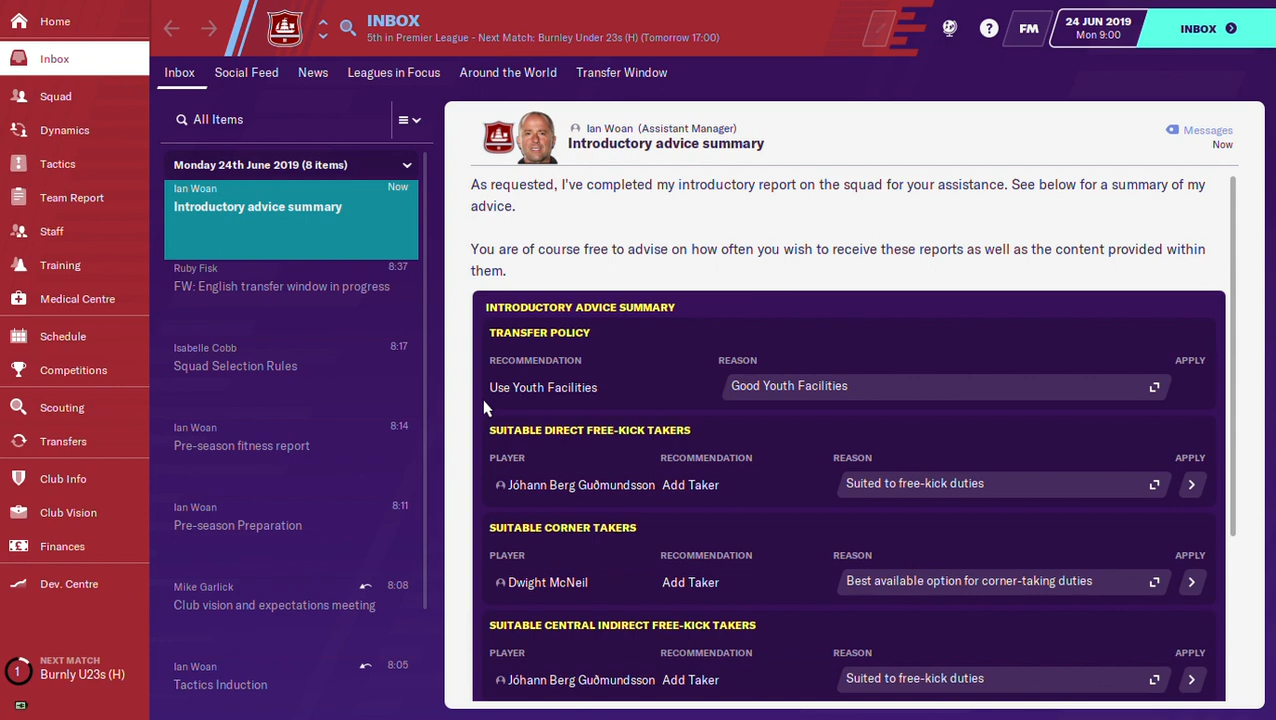 Home
Inbox
Squad
Dynamics
Tactics
Team Report
Staff
Training
Medical Centre
Schedule
Competitions
Scouting
Transfers
Club Info
Club Vision
Finances
Dev. Centre
1
NEXT MATCH
Burnly U23s (H)
INBOX
5th in Premier League - Next Match: Burnley Under 23s (H) (Tomorrow 17:00)
?
FM
24 JUN 2019
Mon 9:00
INBOX
Inbox
Social Feed
News
Leagues in Focus
Around the World
Transfer Window
All Items
Monday 24th June 2019 (8 items)
Ian Woan Now
Introductory advice summary
Ruby Fisk 8:37
FW: English transfer window in progress
Isabelle Cobb 8:17
Squad Selection Rules
Ian Woan 8:14
Pre-season fitness report
Ian Woan 8:11
Pre-season Preparation
Mike Garlick 8:08
Club vision and expectations meeting
Ian Woan 8:05
Tactics Induction
Ian Woan (Assistant Manager)
Introductory advice summary
Messages
Now
As requested, I've completed my introductory report on the squad for your assistance. See below for a summary of my
advice.
You are of course free to advise on how often you wish to receive these reports as well as the content provided within
them.
INTRODUCTORY ADVICE SUMMARY
TRANSFER POLICY
RECOMMENDATION REASON APPLY
Use Youth Facilities Good Youth Facilities
SUITABLE DIRECT FREE-KICK TAKERS
PLAYER RECOMMENDATION REASON APPLY
Jóhann Berg Guðmundsson Add Taker Suited to free-kick duties
SUITABLE CORNER TAKERS
PLAYER RECOMMENDATION REASON APPLY
Dwight McNeil Add Taker Best available option for corner-taking duties
SUITABLE CENTRAL INDIRECT FREE-KICK TAKERS
PLAYER RECOMMENDATION REASON APPLY
Jóhann Berg Guðmundsson Add Taker Suited to free-kick duties